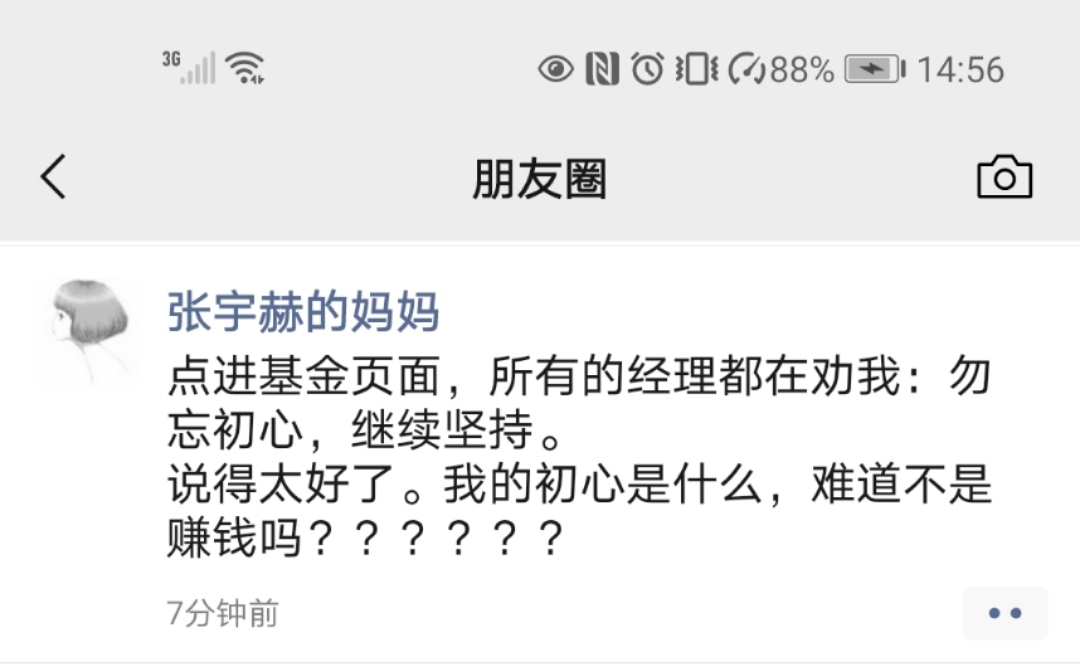 3G 88% 14:56
朋友圈
张宇赫的妈妈
点进基金页面，所有的经理都在劝我：勿
忘初心，继续坚持。
说得太好了。我的初心是什么，难道不是
赚钱吗？？？？？？
7分钟前